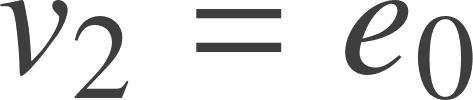 v₂ = e₀